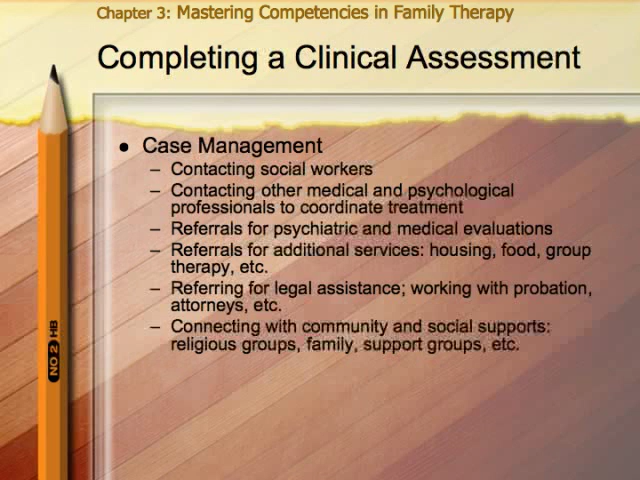 Chapter 3: Mastering Competencies in Family Therapy
Completing a Clinical Assessment
● Case Management
– Contacting social workers
– Contacting other medical and psychological
professionals to coordinate treatment
– Referrals for psychiatric and medical evaluations
– Referrals for additional services: housing, food, group
therapy, etc.
– Referring for legal assistance; working with probation,
attorneys, etc.
– Connecting with community and social supports:
religious groups, family, support groups, etc.
NO 2 HB